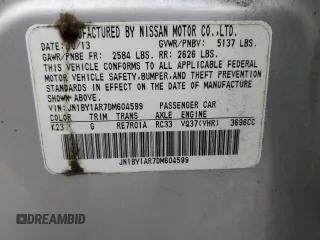 MANUFACTURED BY NISSAN MOTOR CO.,LTD.
DATE: 10/13 GVWR/PNBV: 5137 LBS.
GAWR/PNBE FR: 2584 LBS. RR: 2626 LBS.
THIS VEHICLE CONFORMS TO ALL APPLICABLE FEDERAL
MOTOR VEHICLE SAFETY,BUMPER,AND THEFT PREVENTION
STANDARDS IN EFFECT ON THE DATE OF MANUFACTURE
SHOWN ABOVE.
VIN:JN1BY1AR7DM604599 PASSENGER CAR
COLOR TRIM TRANS AXLE ENGINE
K23 G RE7R01A RC33 VQ37(VHR) 3696CC
JN1BY1AR7DM604599
DREAMBID